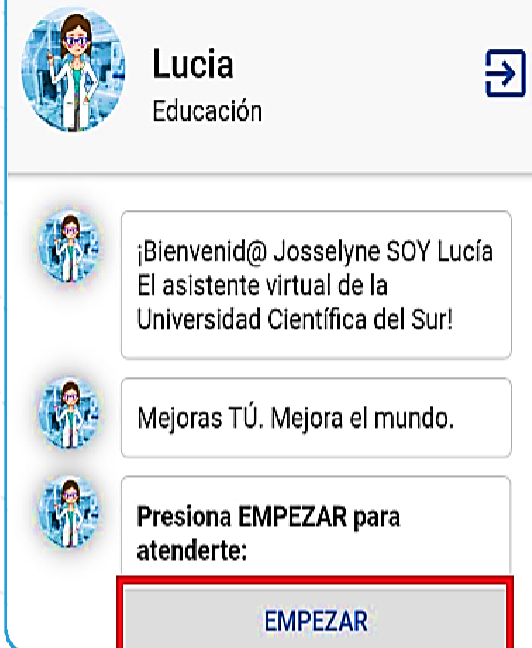 Lucia
Educación
¡Bienvenid@ Josselyne SOY Lucía
El asistente virtual de la
Universidad Científica del Sur!
Mejoras TÚ. Mejora el mundo.
Presiona EMPEZAR para
atenderte:
EMPEZAR